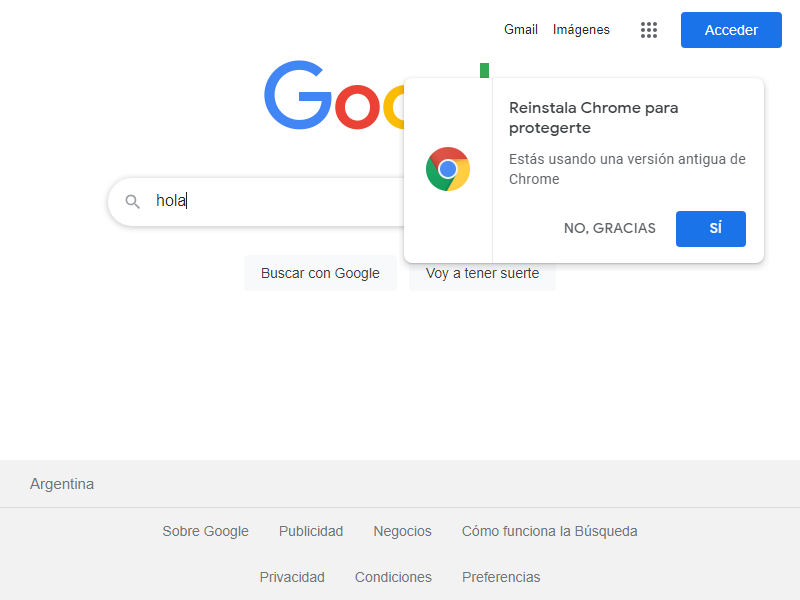 Gmail Imágenes Acceder
Goo
Reinstala Chrome para
protegerte
Estás usando una versión antigua de
Chrome
hola
NO, GRACIAS SÍ
Buscar con Google Voy a tener suerte
Argentina
Sobre Google Publicidad Negocios Cómo funciona la Búsqueda
Privacidad Condiciones Preferencias